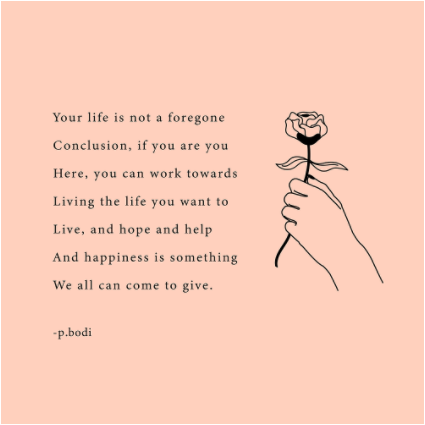 Your life is not a foregone
Conclusion, if you are you
Here, you can work towards
Living the life you want to
Live, and hope and help
And happiness is something
We all can come to give.
-p.bodi